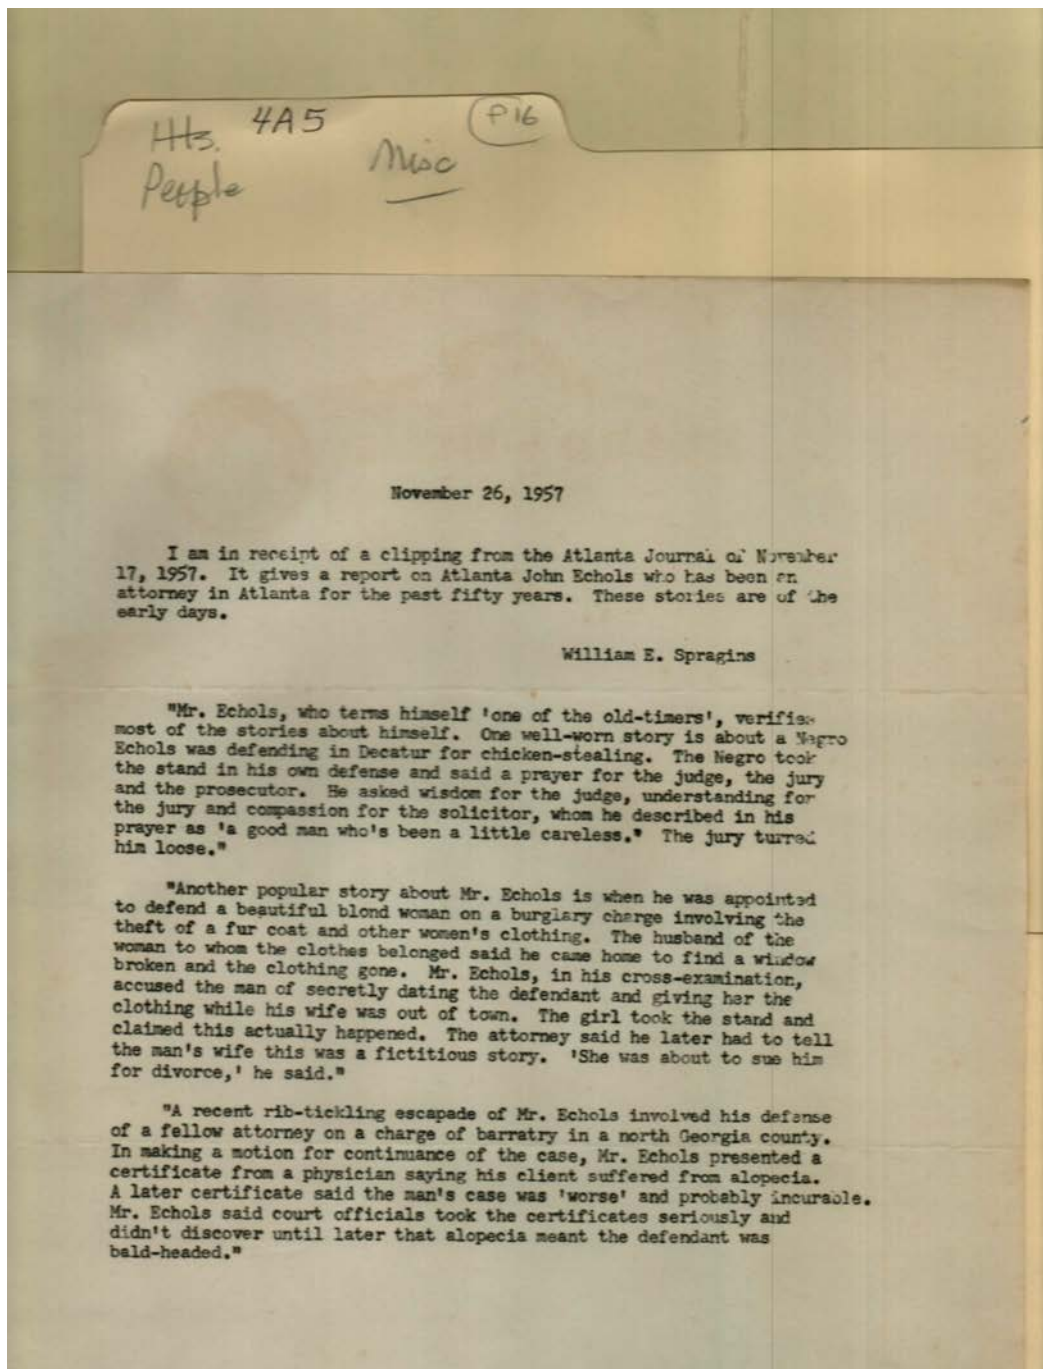 Hts. 4A5 P16
People Misc
November 26, 1957
I am in receipt of a clipping from the Atlanta Journal of November
17, 1957. It gives a report on Atlanta John Echols who has been an
attorney in Atlanta for the past fifty years. These stories are of the
early days.
William E. Spragins
"Mr. Echols, who terms himself 'one of the old-timers', verifies
most of the stories about himself. One well-worn story is about a Negro
Echols was defending in Decatur for chicken-stealing. The Negro took
the stand in his own defense and said a prayer for the judge, the jury
and the prosecutor. He asked wisdom for the judge, understanding for
the jury and compassion for the solicitor, whom he described in his
prayer as 'a good man who's been a little careless." The jury turned
him loose."
"Another popular story about Mr. Echols is when he was appointed
to defend a beautiful blond woman on a burglary charge involving the
theft of a fur coat and other women's clothing. The husband of the
woman to whom the clothes belonged said he came home to find a window
broken and the clothing gone. Mr. Echols, in his cross-examination,
accused the man of secretly dating the defendant and giving her the
clothing while his wife was out of town. The girl took the stand and
claimed this actually happened. The attorney said he later had to tell
the man's wife this was a fictitious story. 'She was about to sue him
for divorce,' he said."
"A recent rib-tickling escapade of Mr. Echols involved his defense
of a fellow attorney on a charge of barratry in a north Georgia county.
In making a motion for continuance of the case, Mr. Echols presented a
certificate from a physician saying his client suffered from alopecia.
A later certificate said the man's case was 'worse' and probably incurable.
Mr. Echols said court officials took the certificates seriously and
didn't discover until later that alopecia meant the defendant was
bald-headed."